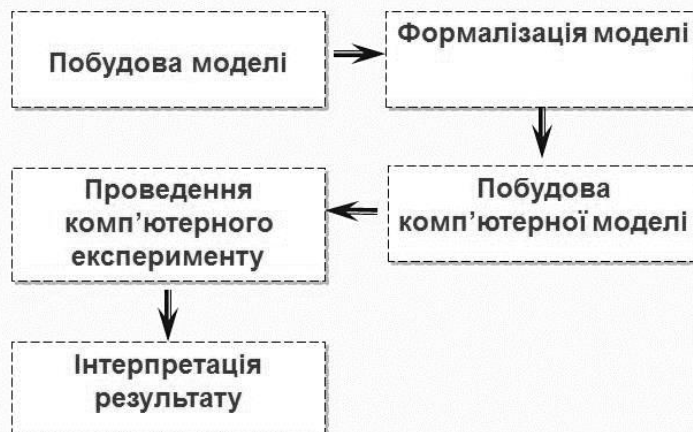 Побудова моделі
Формалізація моделі
Побудова
комп’ютерної моделі
Проведення
комп’ютерного
експерименту
Інтерпретація
результату